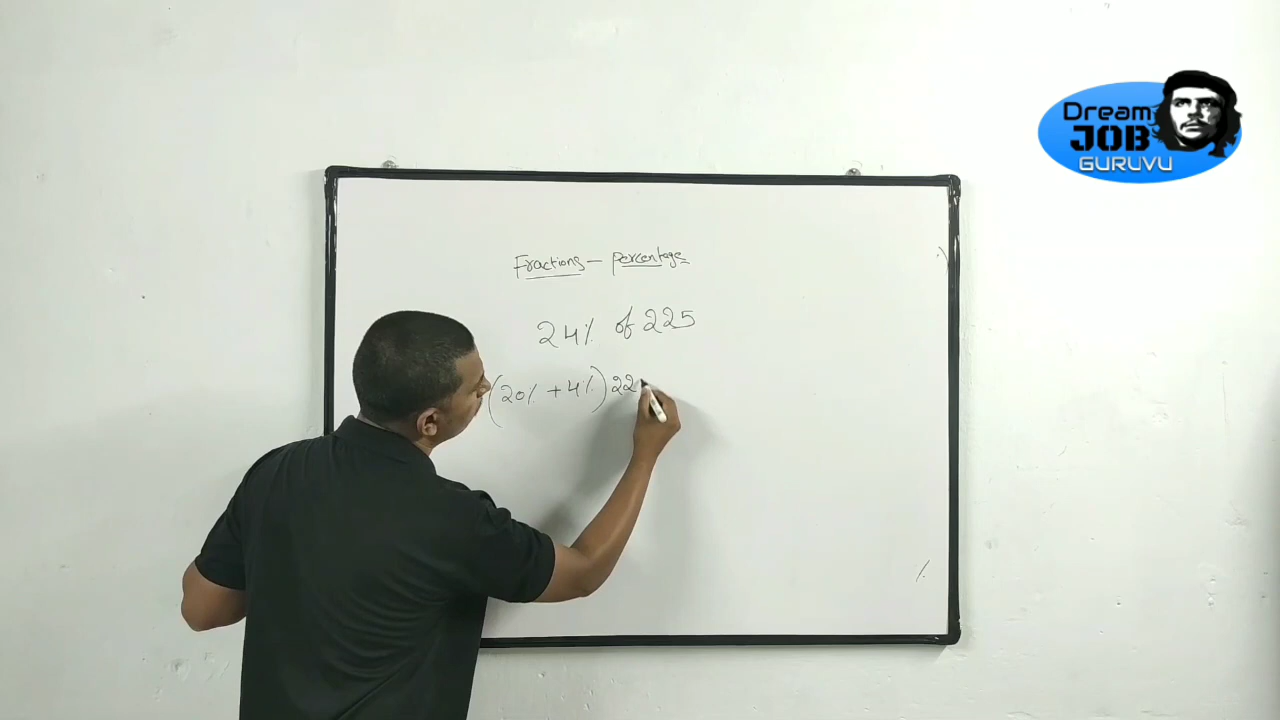 Dream
JOB
GURUVU
Fractions - percentage
24% of 225
(20% + 4%) 22